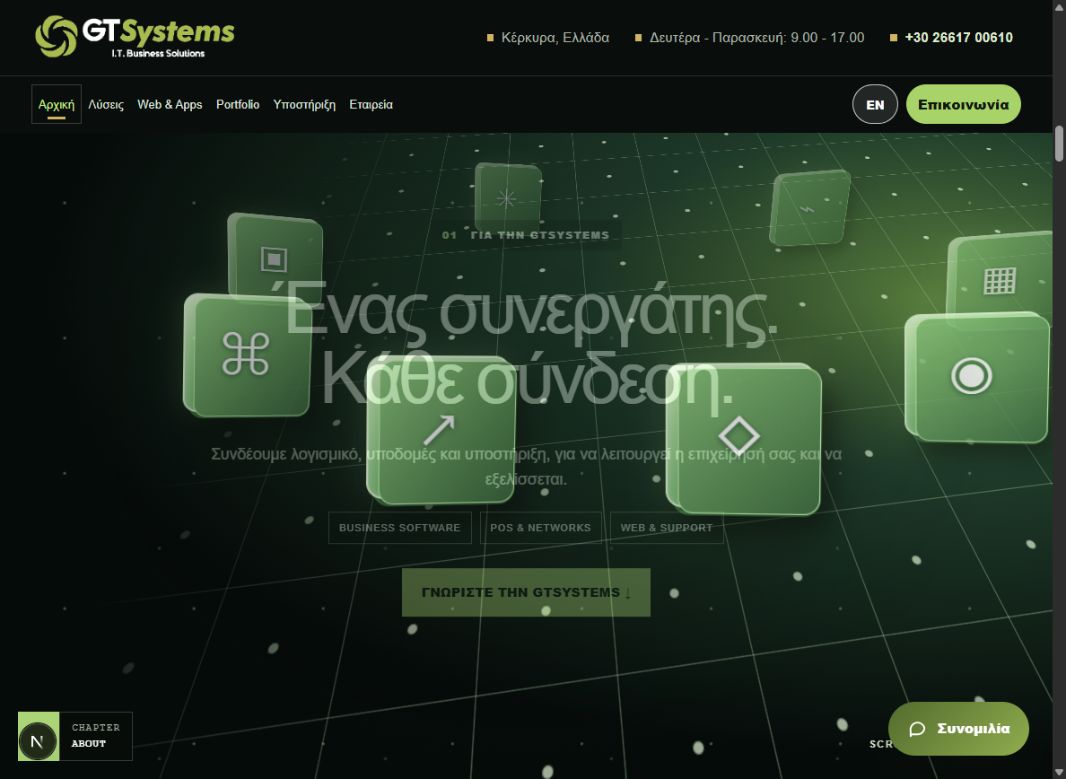 GTSystems
I.T. Business Solutions
Κέρκυρα, Ελλάδα
Δευτέρα - Παρασκευή: 9.00 - 17.00
+30 26617 00610
Αρχική
Λύσεις
Web & Apps
Portfolio
Υποστήριξη
Εταιρεία
EN
Επικοινωνία
01 ΓΙΑ ΤΗΝ GTSYSTEMS
Ένας συνεργάτης.
Κάθε σύνδεση.
Συνδέουμε λογισμικό, υποδομές και υποστήριξη, για να λειτουργεί η επιχείρησή σας και να
εξελίσσεται.
BUSINESS SOFTWARE
POS & NETWORKS
WEB & SUPPORT
ΓΝΩΡΙΣΤΕ ΤΗΝ GTSYSTEMS ↓
N
CHAPTER
ABOUT
SCR
Συνομιλία